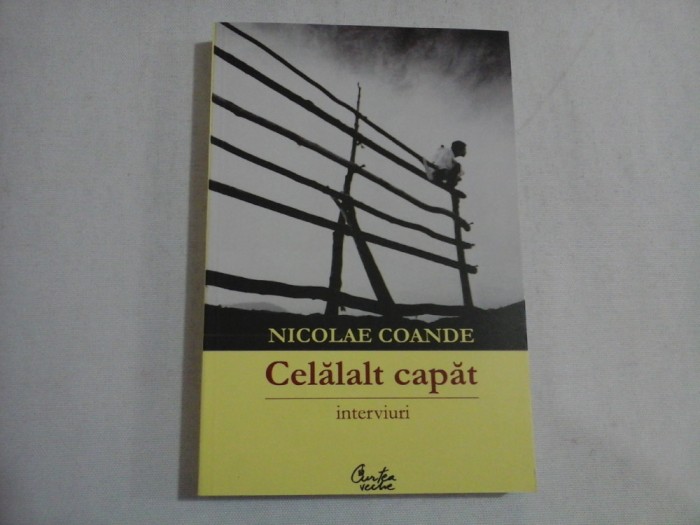 NICOLAE COANDE
Celălalt capăt
interviuri
Curtea
veche